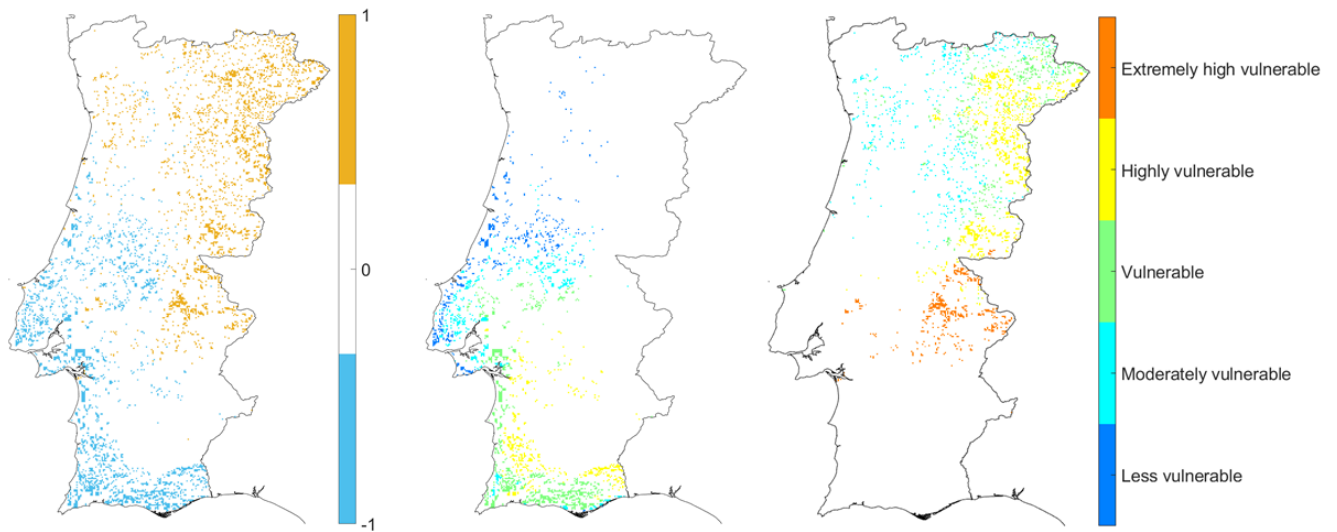 1
0
-1
Extremely high vulnerable
Highly vulnerable
Vulnerable
Moderately vulnerable
Less vulnerable